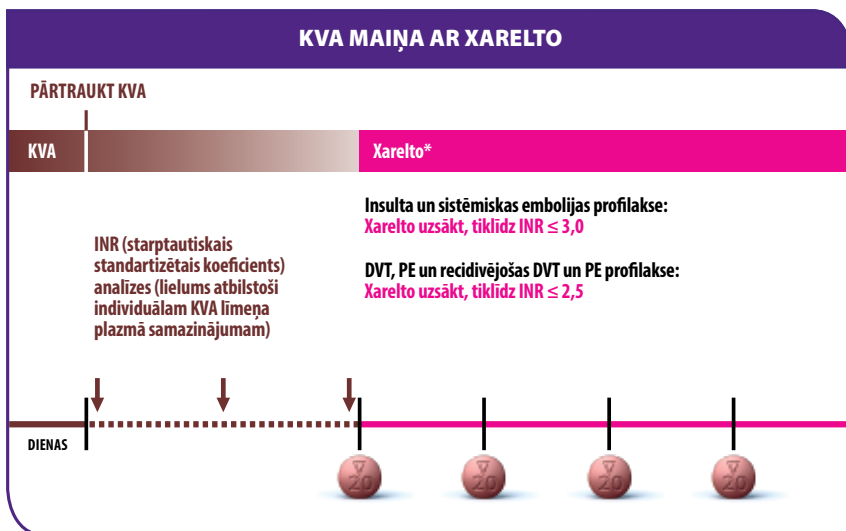 KVA MAIŅA AR XARELTO
PĀRTRAUKT KVA
KVA
Xarelto*
Insulta un sistēmiskas embolijas profilakse:
Xarelto uzsākt, tiklīdz INR ≤ 3,0
DVT, PE un recidivējošas DVT un PE profilakse:
Xarelto uzsākt, tiklīdz INR ≤ 2,5
INR (starptautiskais
standartizētais koeficients)
analīzes (lielums atbilstoši
individuālam KVA līmeņa
plazmā samazinājumam)
DIENAS
20
20
20
20